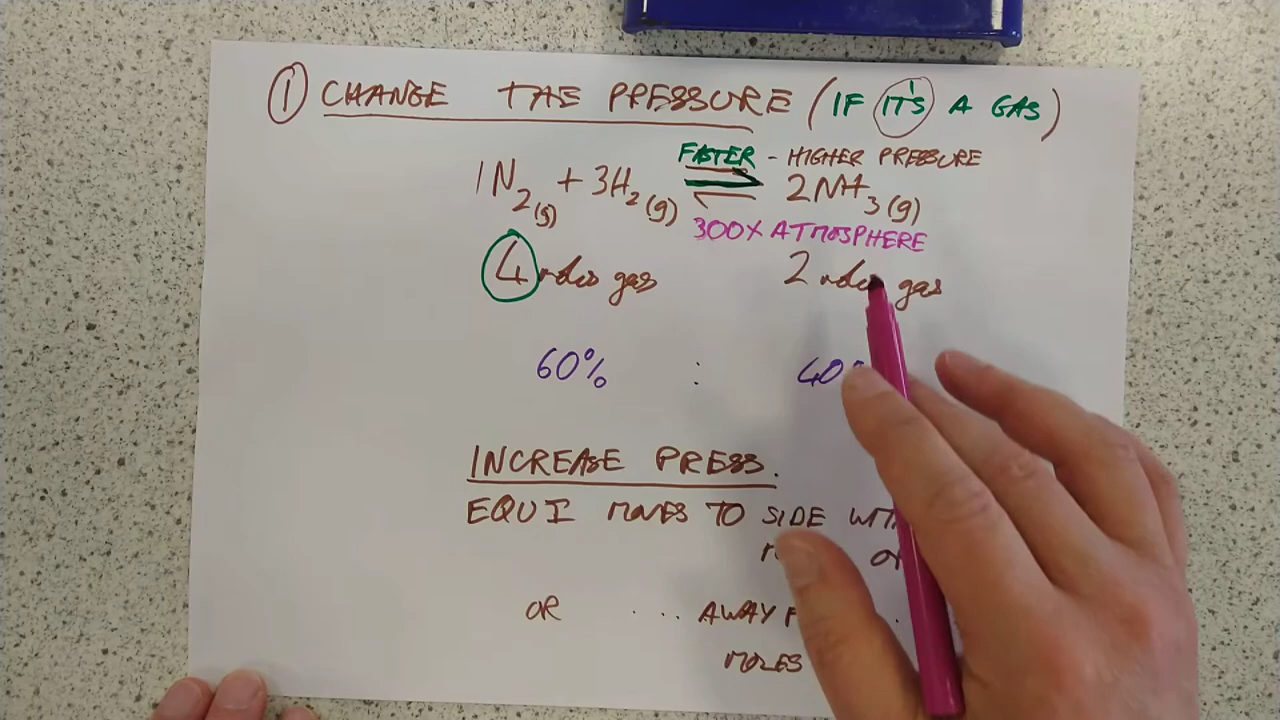 ① CHANGE THE PRESSURE (IF IT'S A GAS)
FASTER - HIGHER PRESSURE
1N2(g) + 3H2(g) ⇌ 2NH3(g)
300X ATMOSPHERE
4 moles gas 2 moles gas
60% : 40
INCREASE PRESS.
EQUI MOVES TO SIDE
OR .... AWAY
MOLES